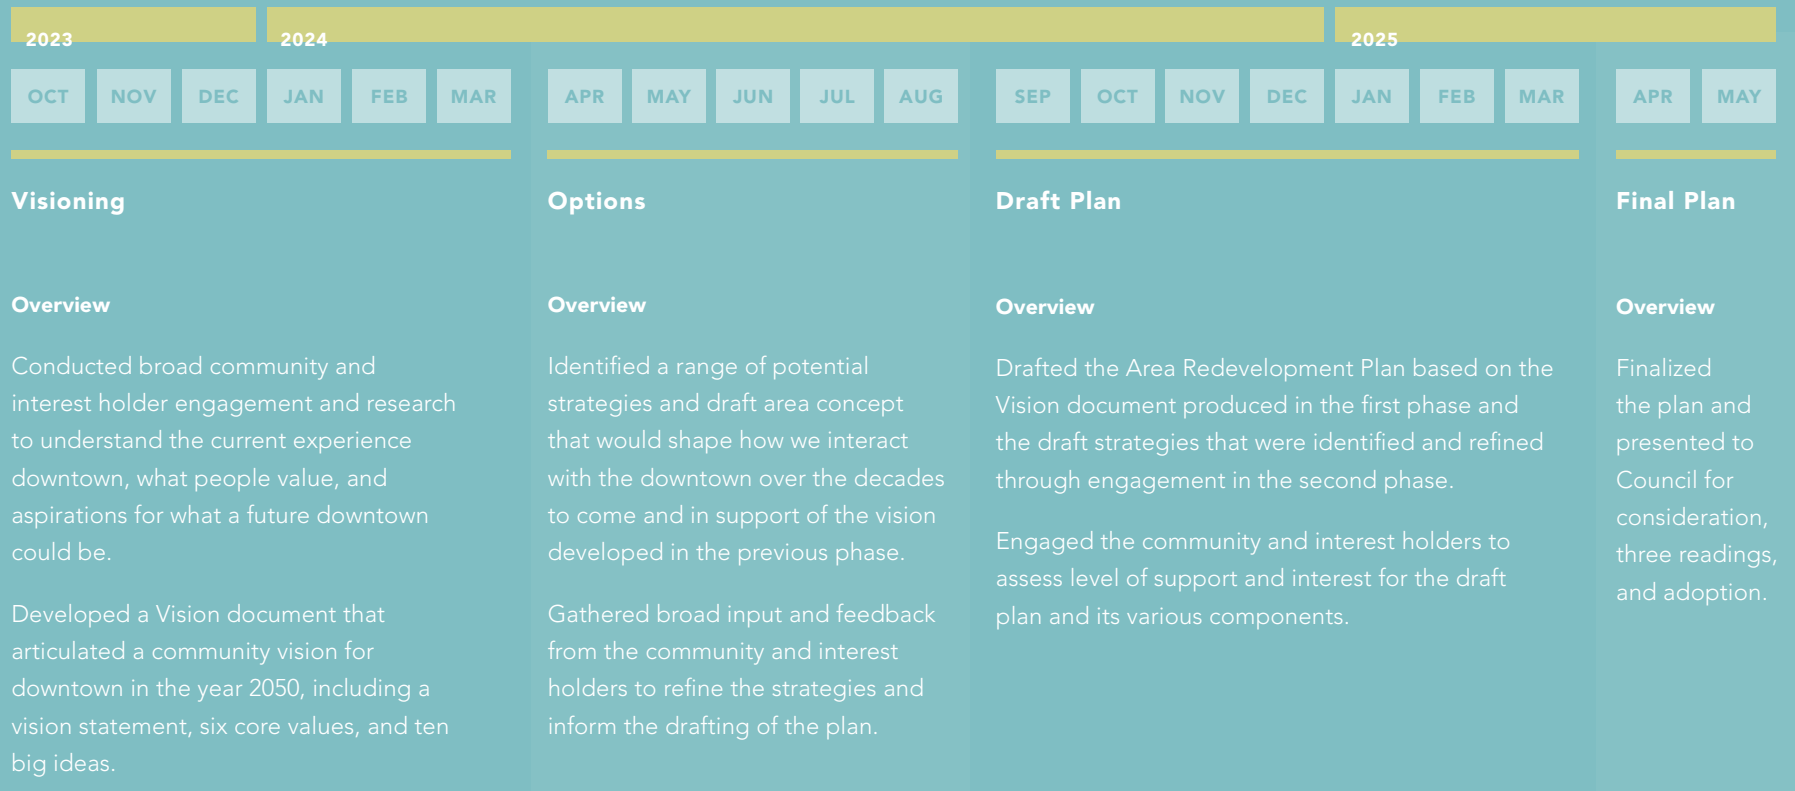 2023
2024
2025
OCT NOV DEC JAN FEB MAR
APR MAY JUN JUL AUG
SEP OCT NOV DEC JAN FEB MAR
APR MAY
Visioning
Overview
Conducted broad community and
interest holder engagement and research
to understand the current experience
downtown, what people value, and
aspirations for what a future downtown
could be.
Developed a Vision document that
articulated a community vision for
downtown in the year 2050, including a
vision statement, six core values, and ten
big ideas.
Options
Overview
Identified a range of potential
strategies and draft area concept
that would shape how we interact
with the downtown over the decades
to come and in support of the vision
developed in the previous phase.
Gathered broad input and feedback
from the community and interest
holders to refine the strategies and
inform the drafting of the plan.
Draft Plan
Overview
Drafted the Area Redevelopment Plan based on the
Vision document produced in the first phase and
the draft strategies that were identified and refined
through engagement in the second phase.
Engaged the community and interest holders to
assess level of support and interest for the draft
plan and its various components.
Final Plan
Overview
Finalized
the plan and
presented to
Council for
consideration,
three readings,
and adoption.